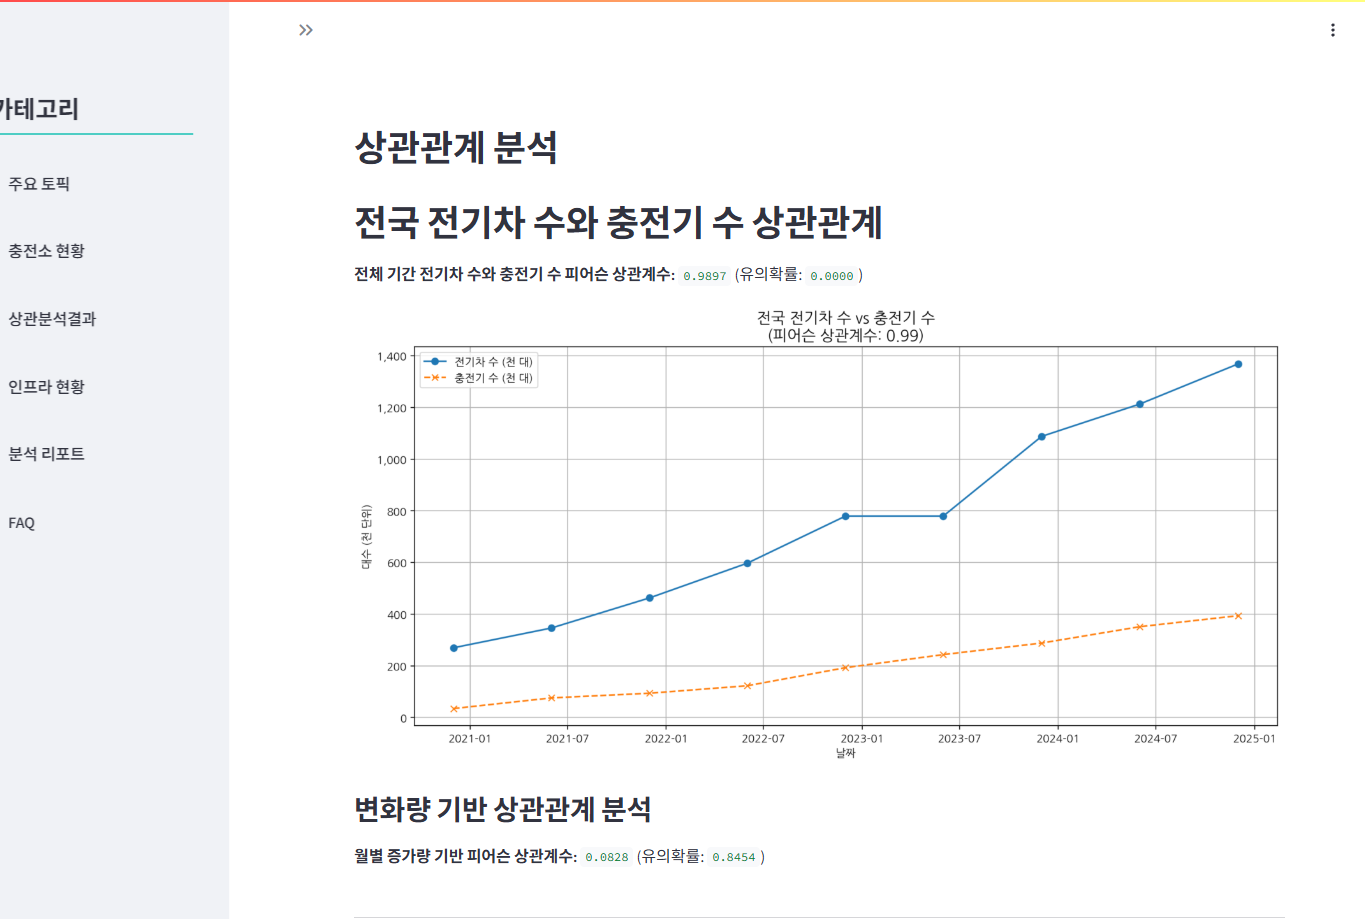 가테고리
주요 토픽
충전소 현황
상관분석결과
인프라 현황
분석 리포트
FAQ
상관관계 분석
전국 전기차 수와 충전기 수 상관관계
전체 기간 전기차 수와 충전기 수 피어슨 상관계수: 0.9897 (유의확률: 0.0000 )
전국 전기차 수 vs 충전기 수
(피어슨 상관계수: 0.99)
전기차 수 (천 대)
충전기 수 (천 대)
대수 (천 단위)
1,400
1,200
1,000
800
600
400
200
0
2021-01 2021-07 2022-01 2022-07 2023-01 2023-07 2024-01 2024-07 2025-01
날짜
변화량 기반 상관관계 분석
월별 증가량 기반 피어슨 상관계수: 0.0828 (유의확률: 0.8454 )